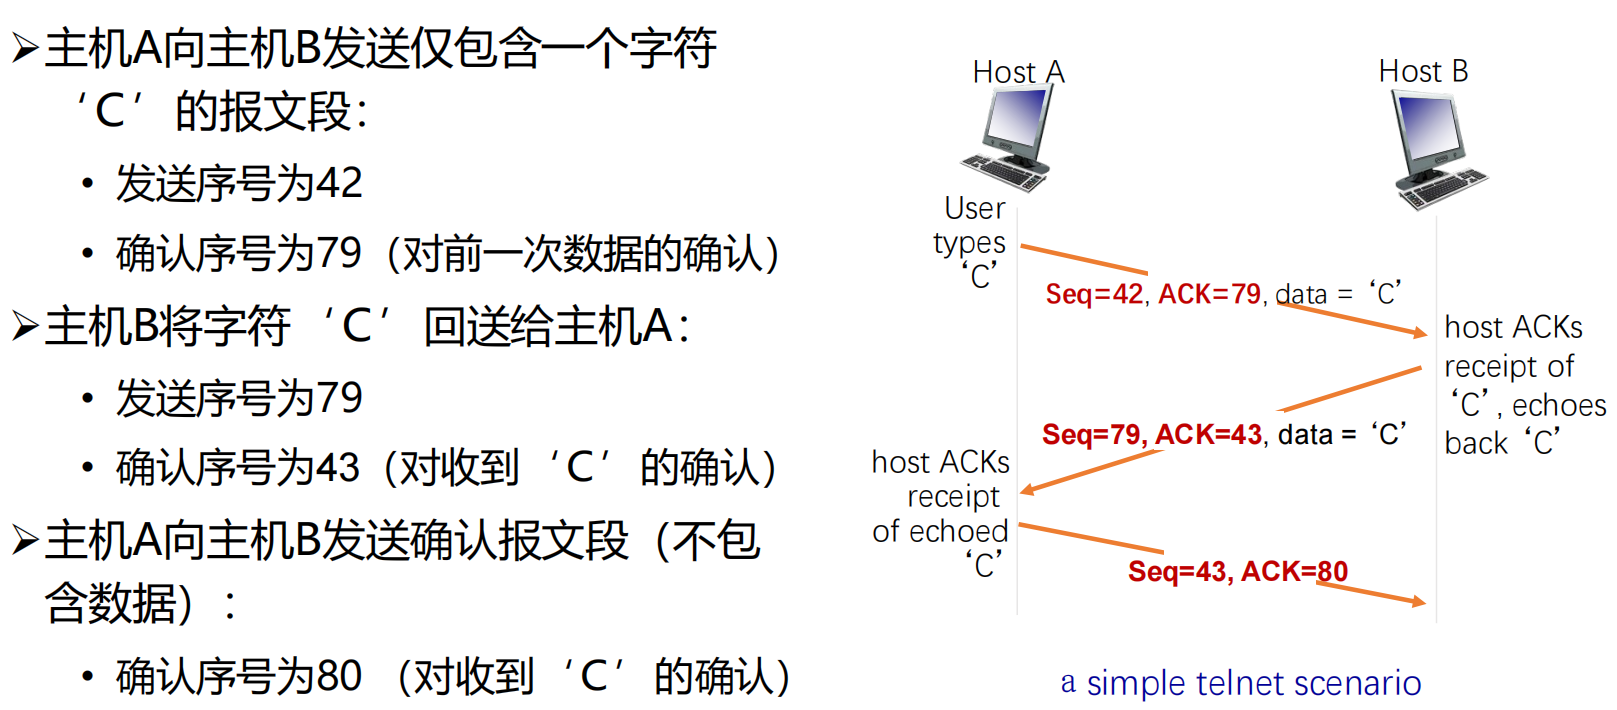 ➢主机A向主机B发送仅包含一个字符
‘C’的报文段：
• 发送序号为42
• 确认序号为79（对前一次数据的确认）
➢主机B将字符‘C’回送给主机A：
• 发送序号为79
• 确认序号为43（对收到‘C’的确认）
➢主机A向主机B发送确认报文段（不包
含数据）：
• 确认序号为80 （对收到‘C’的确认）
Host A
Host B
User
types
‘C’
Seq=42, ACK=79, data = ‘C’
host ACKs
receipt of
‘C’, echoes
back ‘C’
Seq=79, ACK=43, data = ‘C’
host ACKs
receipt
of echoed
‘C’
Seq=43, ACK=80
a simple telnet scenario